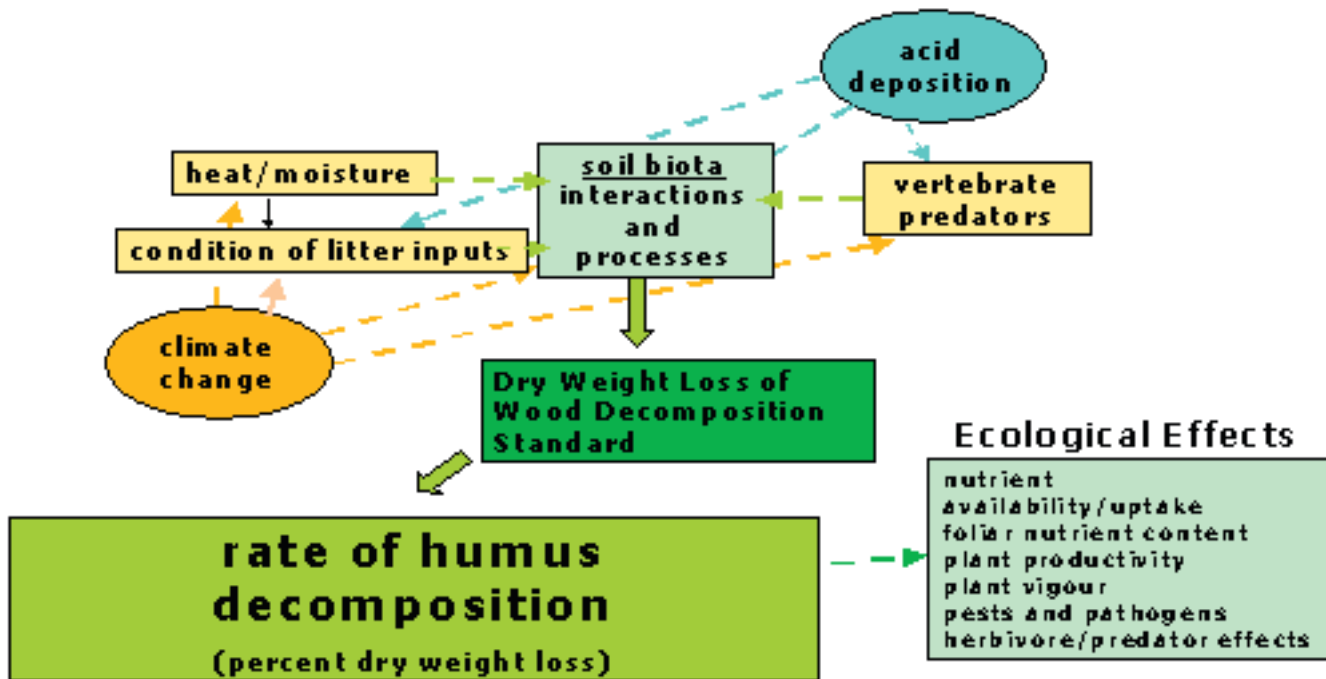 acid
deposition
heat/moisture
soil biota
interactions
and
processes
vertebrate
predators
condition of litter inputs
climate
change
Dry Weight Loss of
Wood Decomposition
Standard
Ecological Effects
nutrient
availability/uptake
foliar nutrient content
plant productivity
plant vigour
pests and pathogens
herbivore/predator effects
rate of humus
decomposition
(percent dry weight loss)